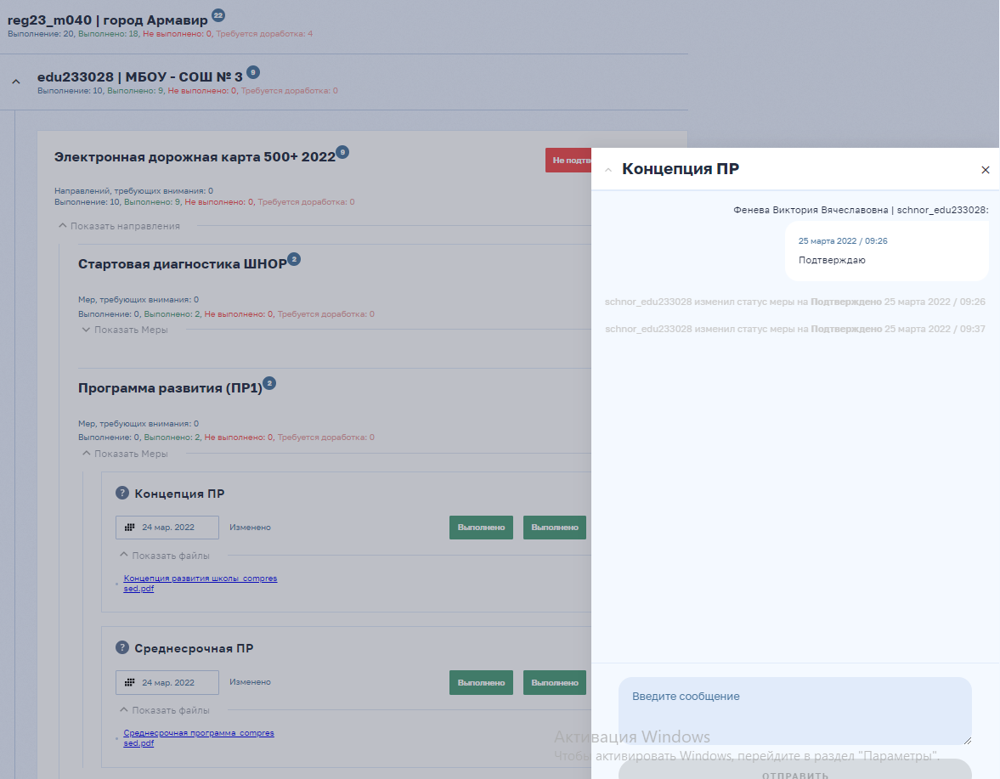 reg23_m040 | город Армавир 22
Выполнение: 20, Выполнено: 18, Не выполнено: 0, Требуется доработка: 4
edu233028 | МБОУ - СОШ № 3 9
Выполнение: 10, Выполнено: 9, Не выполнено: 0, Требуется доработка: 0
Электронная дорожная карта 500+ 2022 9
Не подтве
Направлений, требующих внимания: 0
Выполнение: 10, Выполнено: 9, Не выполнено: 0, Требуется доработка: 0
Показать направления
Стартовая диагностика ШНОР 2
Мер, требующих внимания: 0
Выполнение: 0, Выполнено: 2, Не выполнено: 0, Требуется доработка: 0
Показать Меры
Программа развития (ПР1) 2
Мер, требующих внимания: 0
Выполнение: 0, Выполнено: 2, Не выполнено: 0, Требуется доработка: 0
Показать Меры
? Концепция ПР
24 мар. 2022 Изменено Выполнено Выполнено
Показать файлы
Концепция развития школы_compres
sed.pdf
? Среднесрочная ПР
24 мар. 2022 Изменено Выполнено Выполнено
Показать файлы
Среднесрочная программа_compres
sed.pdf
Концепция ПР
Фенева Виктория Вячеславовна | schnor_edu233028:
25 марта 2022 / 09:26
Подтверждаю
schnor_edu233028 изменил статус меры на Подтверждено 25 марта 2022 / 09:26
schnor_edu233028 изменил статус меры на Подтверждено 25 марта 2022 / 09:37
Введите сообщение
Активация Windows
Чтобы активировать Windows, перейдите в раздел "Параметры".
ОТПРАВИТЬ